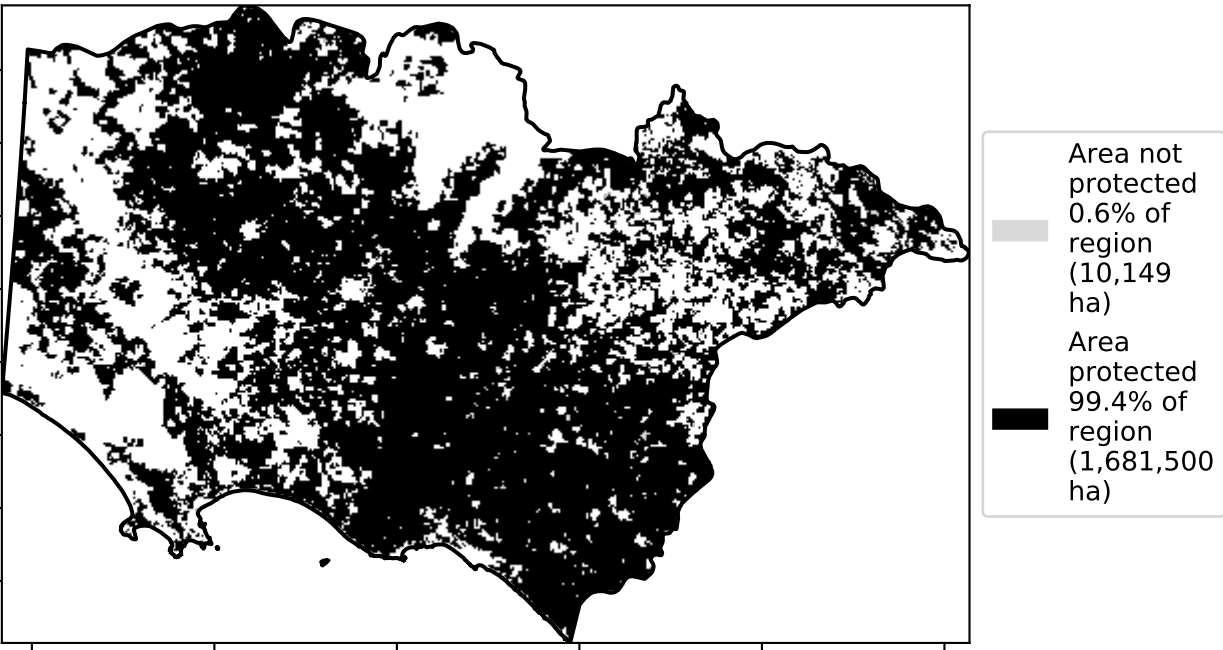 Area not
protected
0.6% of
region
(10,149
ha)
Area
protected
99.4% of
region
(1,681,500
ha)